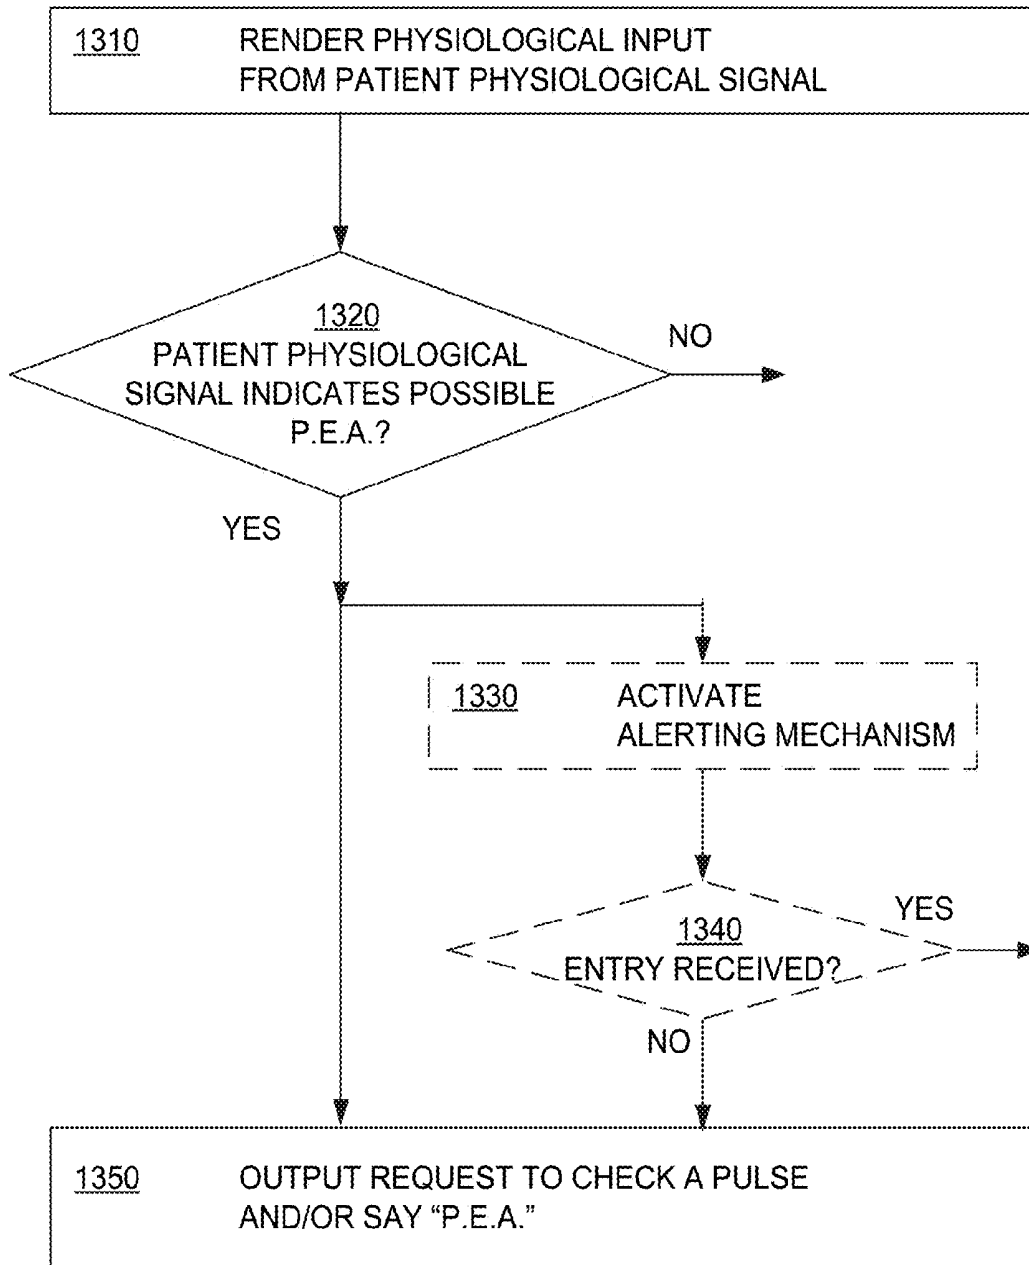 1310 RENDER PHYSIOLOGICAL INPUT
FROM PATIENT PHYSIOLOGICAL SIGNAL
1320
PATIENT PHYSIOLOGICAL
SIGNAL INDICATES POSSIBLE
P.E.A.?
NO
YES
1330 ACTIVATE
ALERTING MECHANISM
1340
ENTRY RECEIVED?
YES
NO
1350 OUTPUT REQUEST TO CHECK A PULSE
AND/OR SAY “P.E.A.”